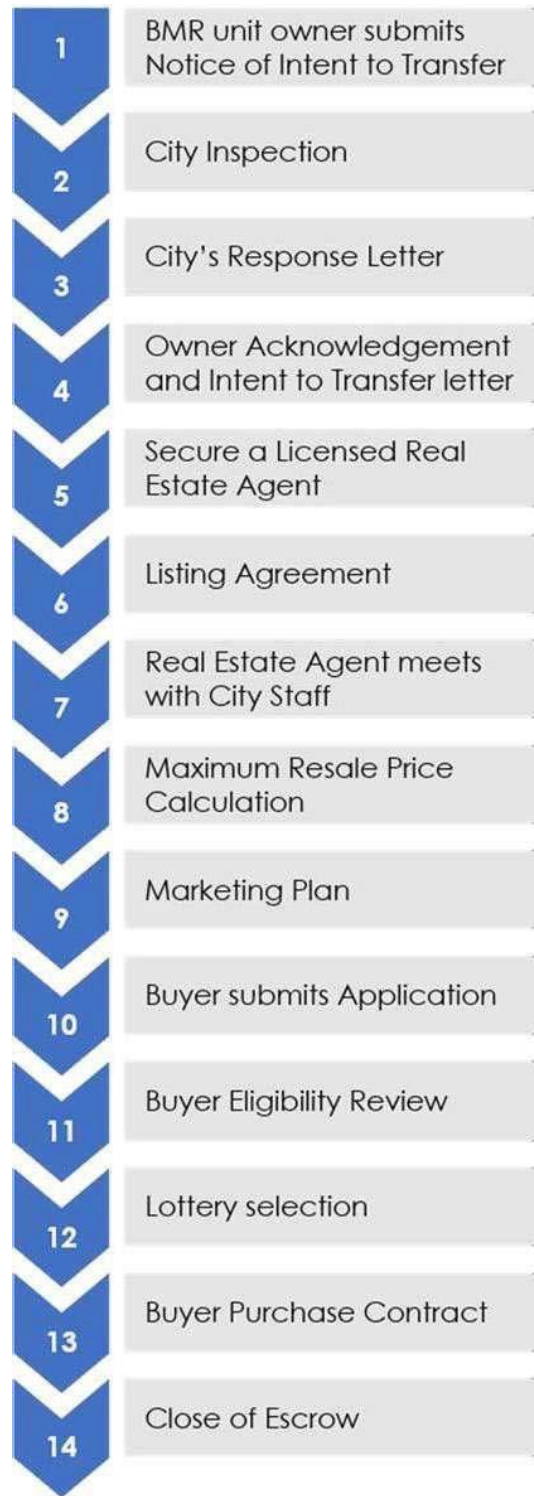 1
BMR unit owner submits
Notice of Intent to Transfer
2
City Inspection
3
City's Response Letter
4
Owner Acknowledgement
and Intent to Transfer letter
5
Secure a Licensed Real
Estate Agent
6
Listing Agreement
7
Real Estate Agent meets
with City Staff
8
Maximum Resale Price
Calculation
9
Marketing Plan
10
Buyer submits Application
11
Buyer Eligibility Review
12
Lottery selection
13
Buyer Purchase Contract
14
Close of Escrow